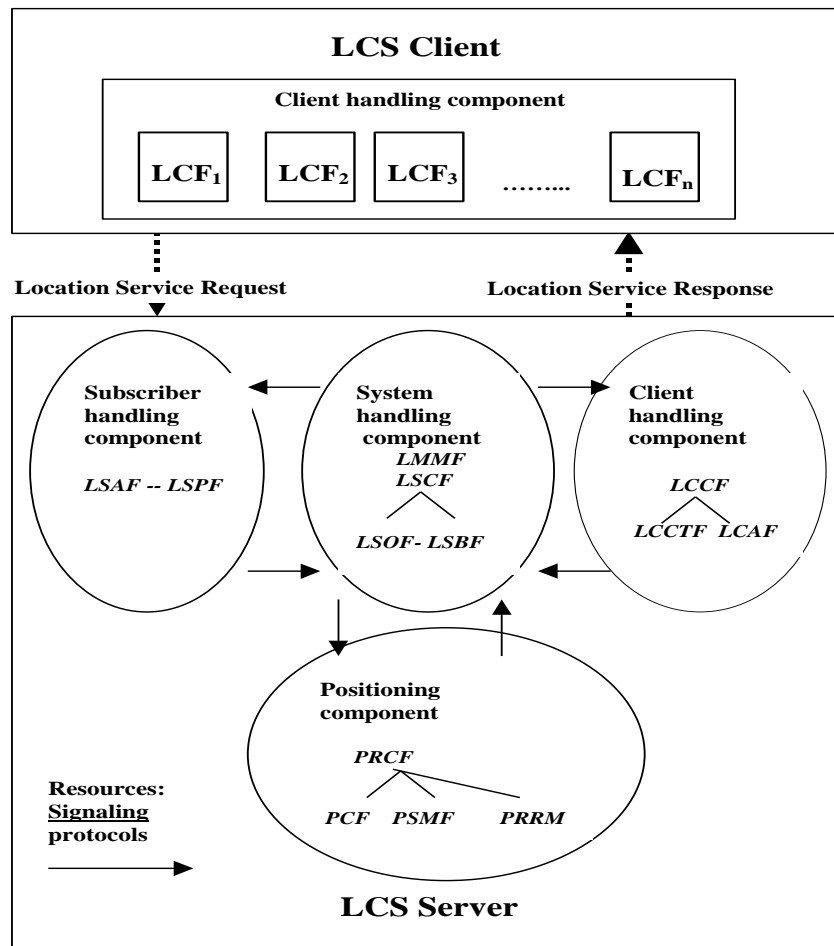 LCS Client
Client handling component
LCF1 LCF2 LCF3 ……... LCFn
Location Service Request
Location Service Response
Subscriber
handling
component
LSAF -- LSPF
System
handling
component
LMMF
LSCF
LSOF- LSBF
Client
handling
component
LCCF
LCCTF LCAF
Positioning
component
PRCF
PCF PSMF PRRM
Resources:
Signaling
protocols
LCS Server